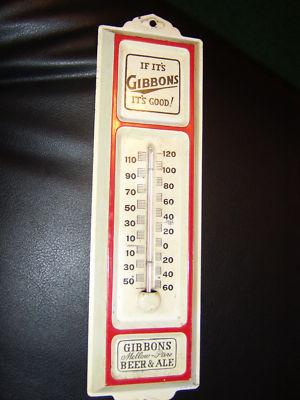 IF IT'S
GIBBONS
IT'S GOOD!
110 120
90 100
70 80
50 60
30 40
10 20
10 0
30 20
50 40
60
GIBBONS
Mellow-Pure
BEER & ALE